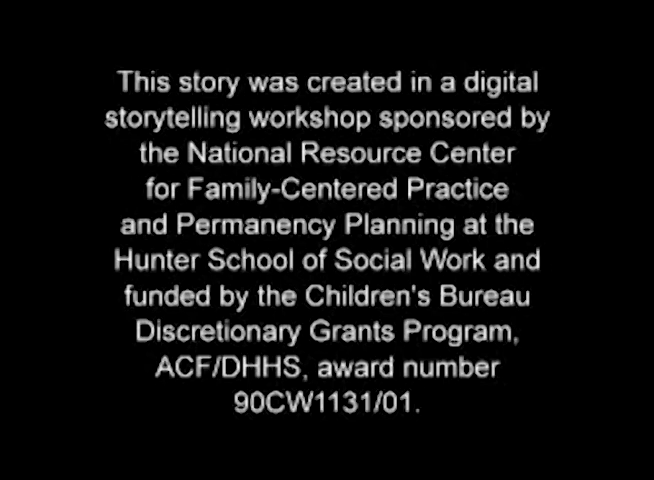 This story was created in a digital
storytelling workshop sponsored by
the National Resource Center
for Family-Centered Practice
and Permanency Planning at the
Hunter School of Social Work and
funded by the Children's Bureau
Discretionary Grants Program,
ACF/DHHS, award number
90CW1131/01.